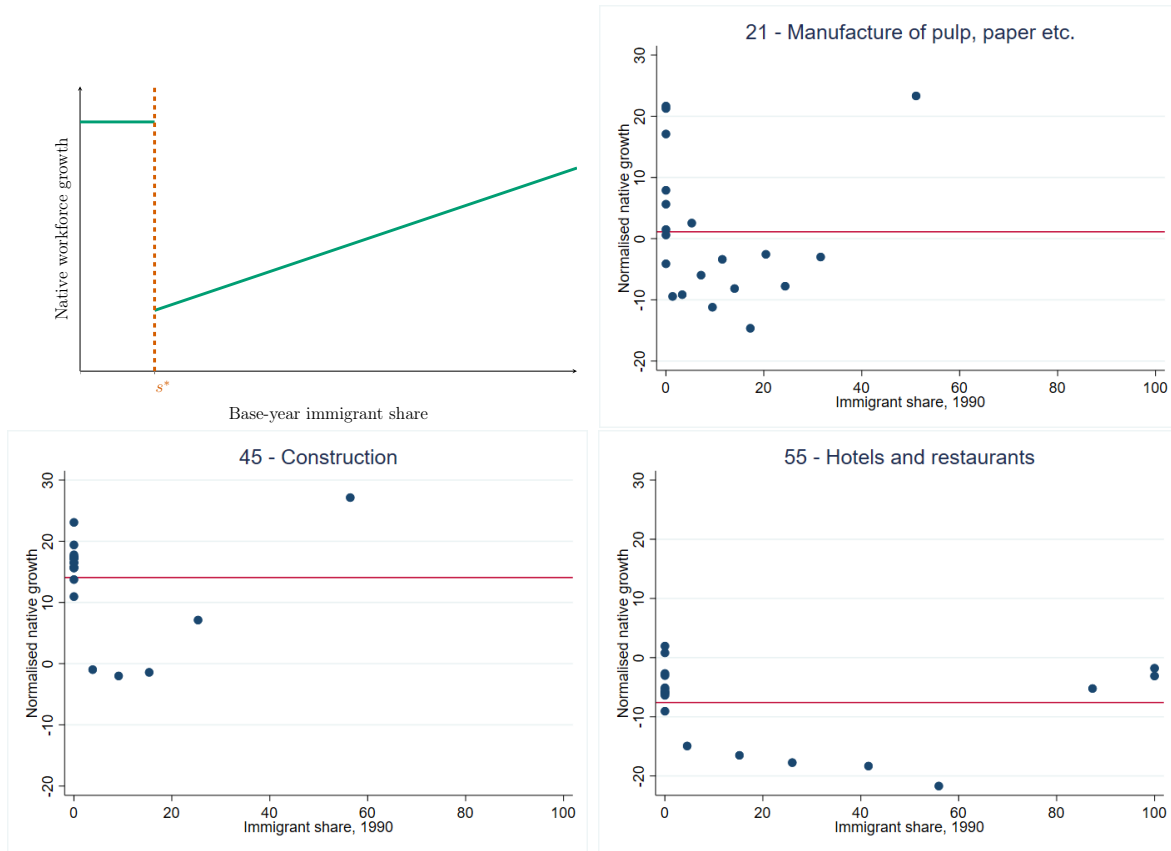 Native workforce growth
s*
Base-year immigrant share
21 - Manufacture of pulp, paper etc.
Normalised native growth
30
20
10
0
-10
-20
0 20 40 60 80 100
Immigrant share, 1990
45 - Construction
Normalised native growth
30
20
10
0
-10
-20
0 20 40 60 80 100
Immigrant share, 1990
55 - Hotels and restaurants
Normalised native growth
30
20
10
0
-10
-20
0 20 40 60 80 100
Immigrant share, 1990